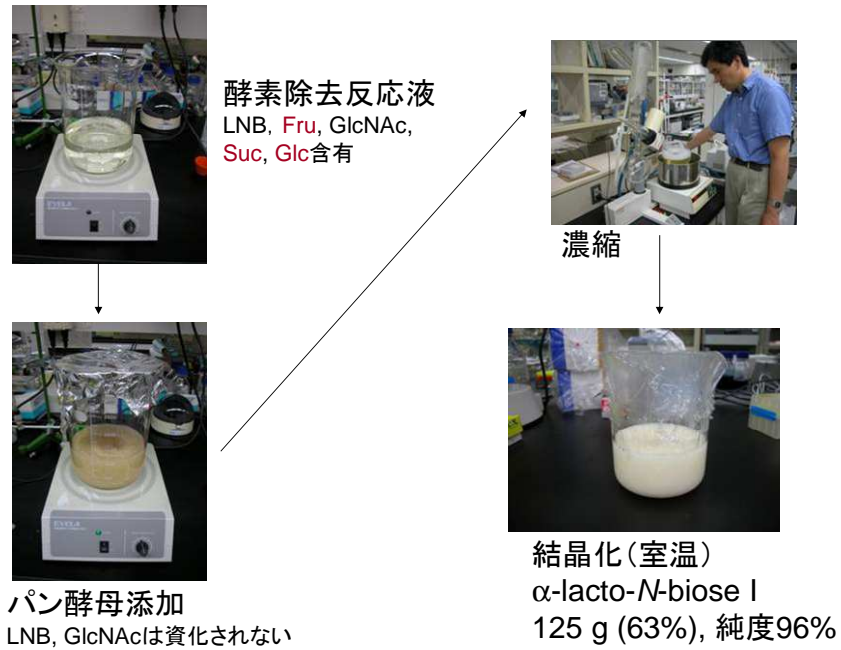 酵素除去反応液
LNB, Fru, GlcNAc,
Suc, Glc含有
パン酵母添加
LNB, GlcNAcは資化されない
濃縮
結晶化（室温）
α-lacto-N-biose I
125 g (63%), 純度96%
EYELA
EYELA